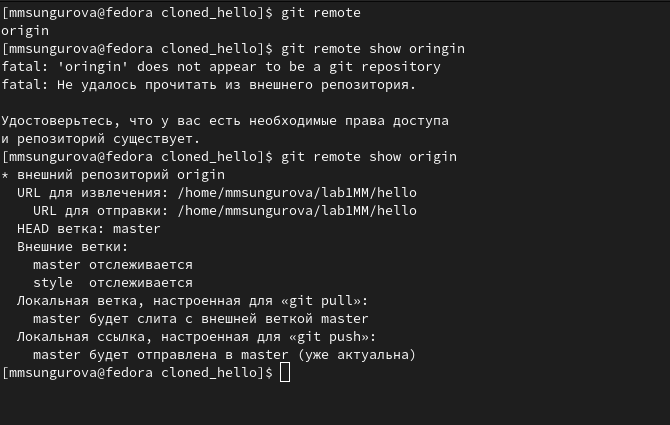 [mmsungurova@fedora cloned_hello]$ git remote
origin
[mmsungurova@fedora cloned_hello]$ git remote show oringin
fatal: 'oringin' does not appear to be a git repository
fatal: Не удалось прочитать из внешнего репозитория.

Удостоверьтесь, что у вас есть необходимые права доступа
и репозиторий существует.
[mmsungurova@fedora cloned_hello]$ git remote show origin
* внешний репозиторий origin
  URL для извлечения: /home/mmsungurova/lab1MM/hello
    URL для отправки: /home/mmsungurova/lab1MM/hello
  HEAD ветка: master
  Внешние ветки:
    master отслеживается
    style  отслеживается
  Локальная ветка, настроенная для «git pull»:
    master будет слита с внешней веткой master
  Локальная ссылка, настроенная для «git push»:
    master будет отправлена в master (уже актуальна)
[mmsungurova@fedora cloned_hello]$